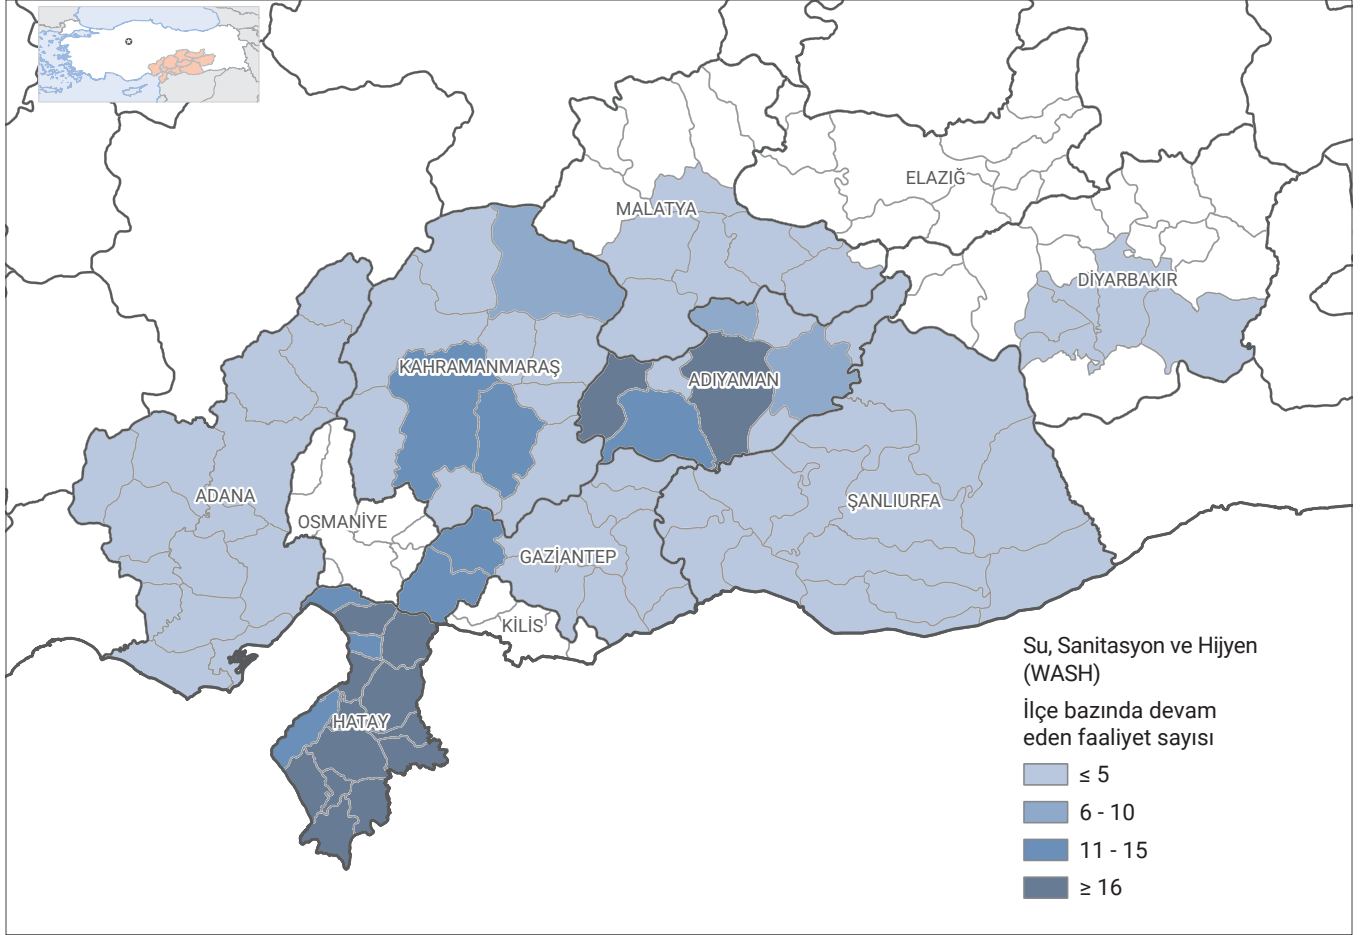 ELAZIĞ
MALATYA
DİYARBAKIR
KAHRAMANMARAŞ
ADIYAMAN
ADANA
ŞANLIURFA
OSMANİYE
GAZİANTEP
KİLİS
HATAY
Su, Sanitasyon ve Hijyen
(WASH)
İlçe bazında devam
eden faaliyet sayısı
≤ 5
6 - 10
11 - 15
≥ 16